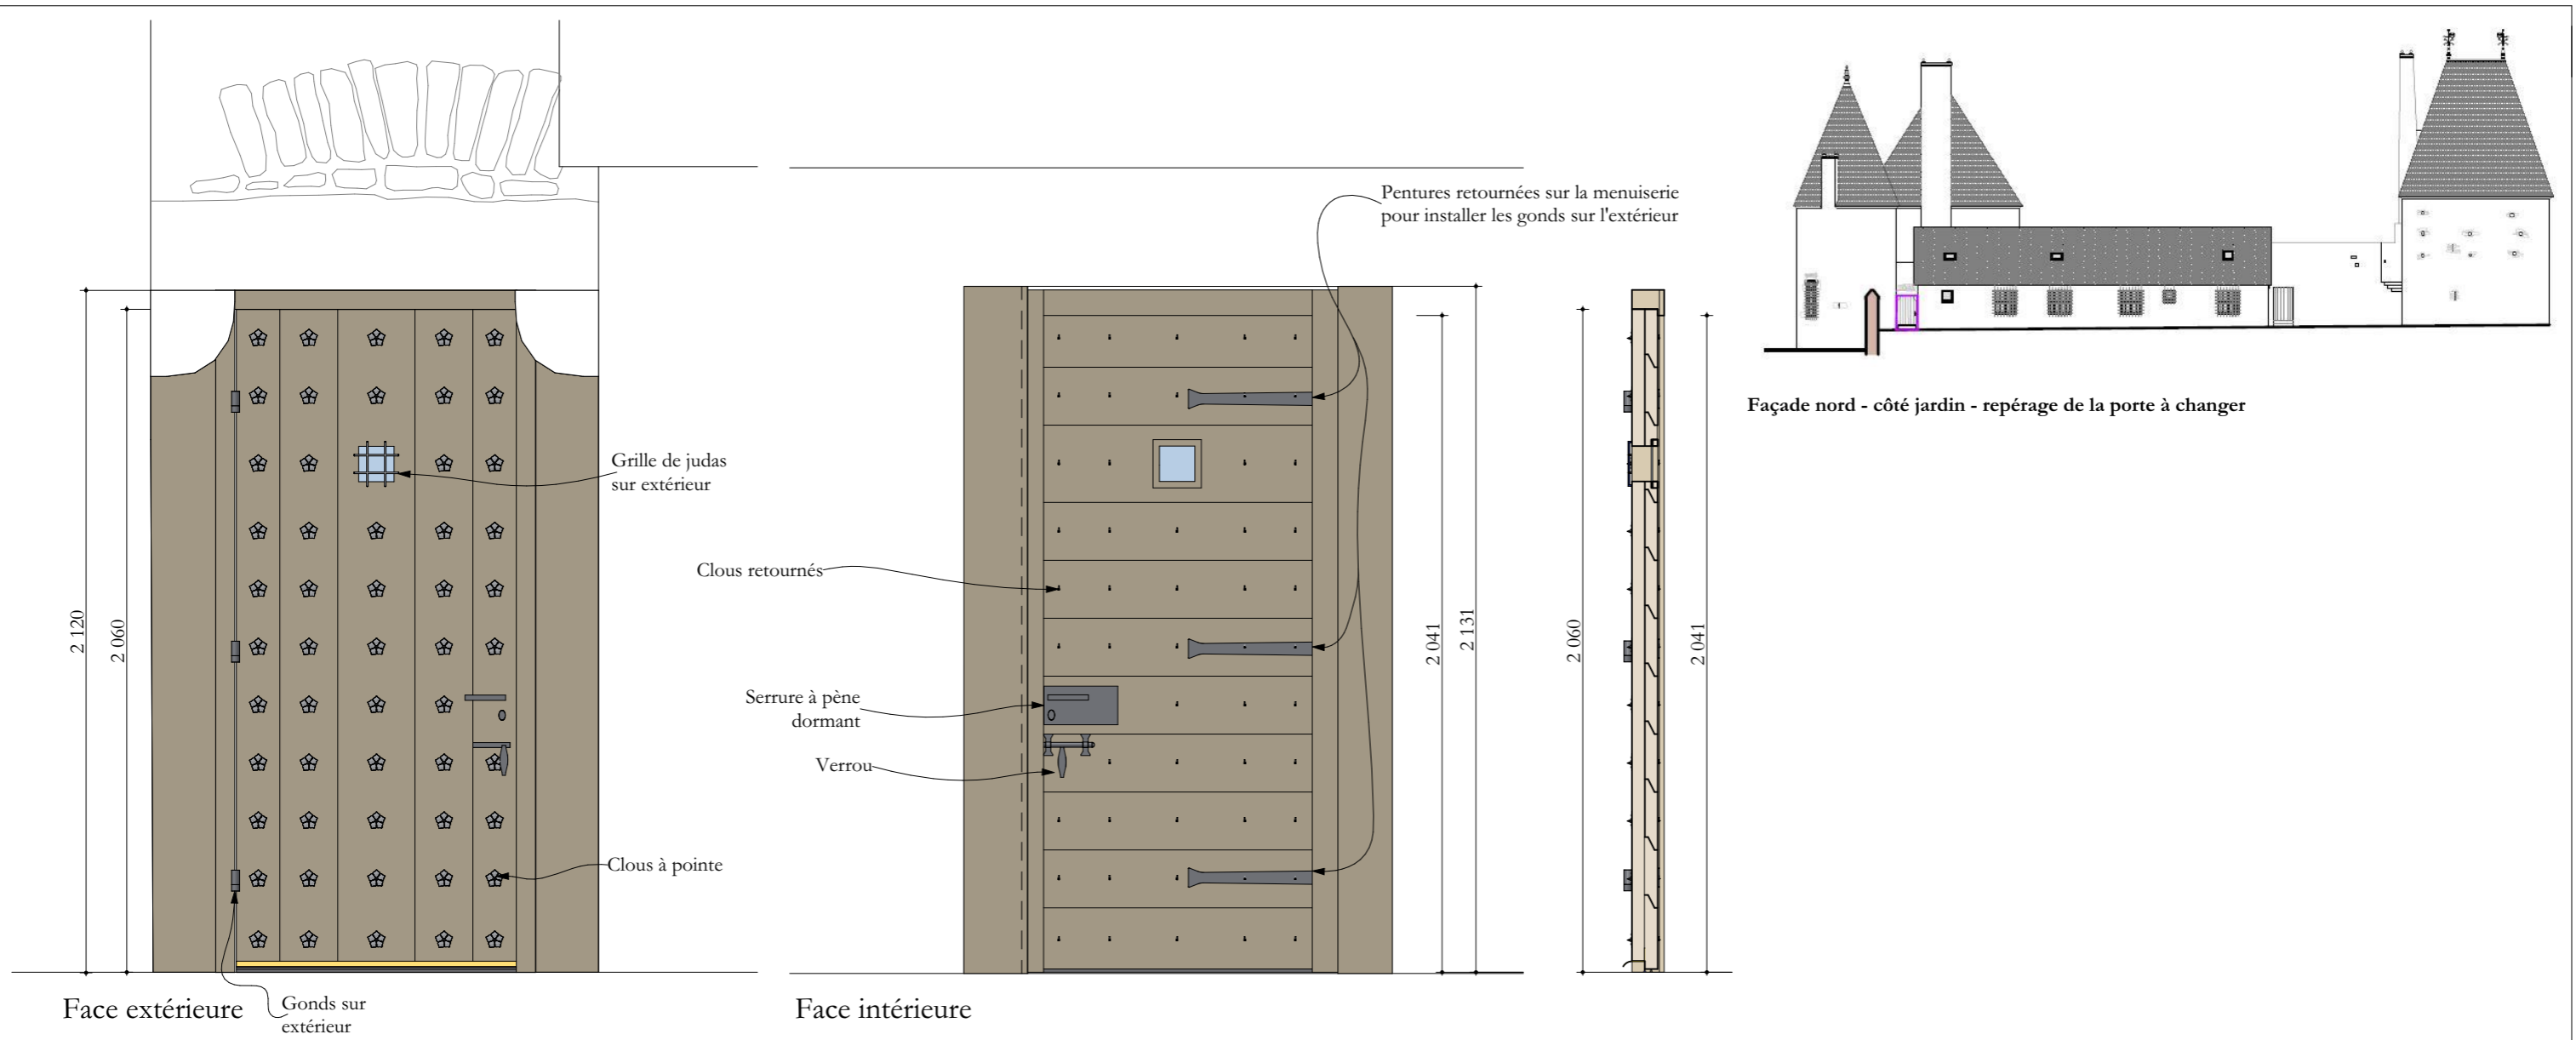 Pentures retournées sur la menuiserie
pour installer les gonds sur l'extérieur
Façade nord - côté jardin - repérage de la porte à changer
Grille de judas
sur extérieur
Clous retournés
2 120
2 060
2 041
2 131
2 060
2 041
Serrure à pène
dormant
Verrou
Clous à pointe
Face extérieure
Gonds sur
extérieur
Face intérieure